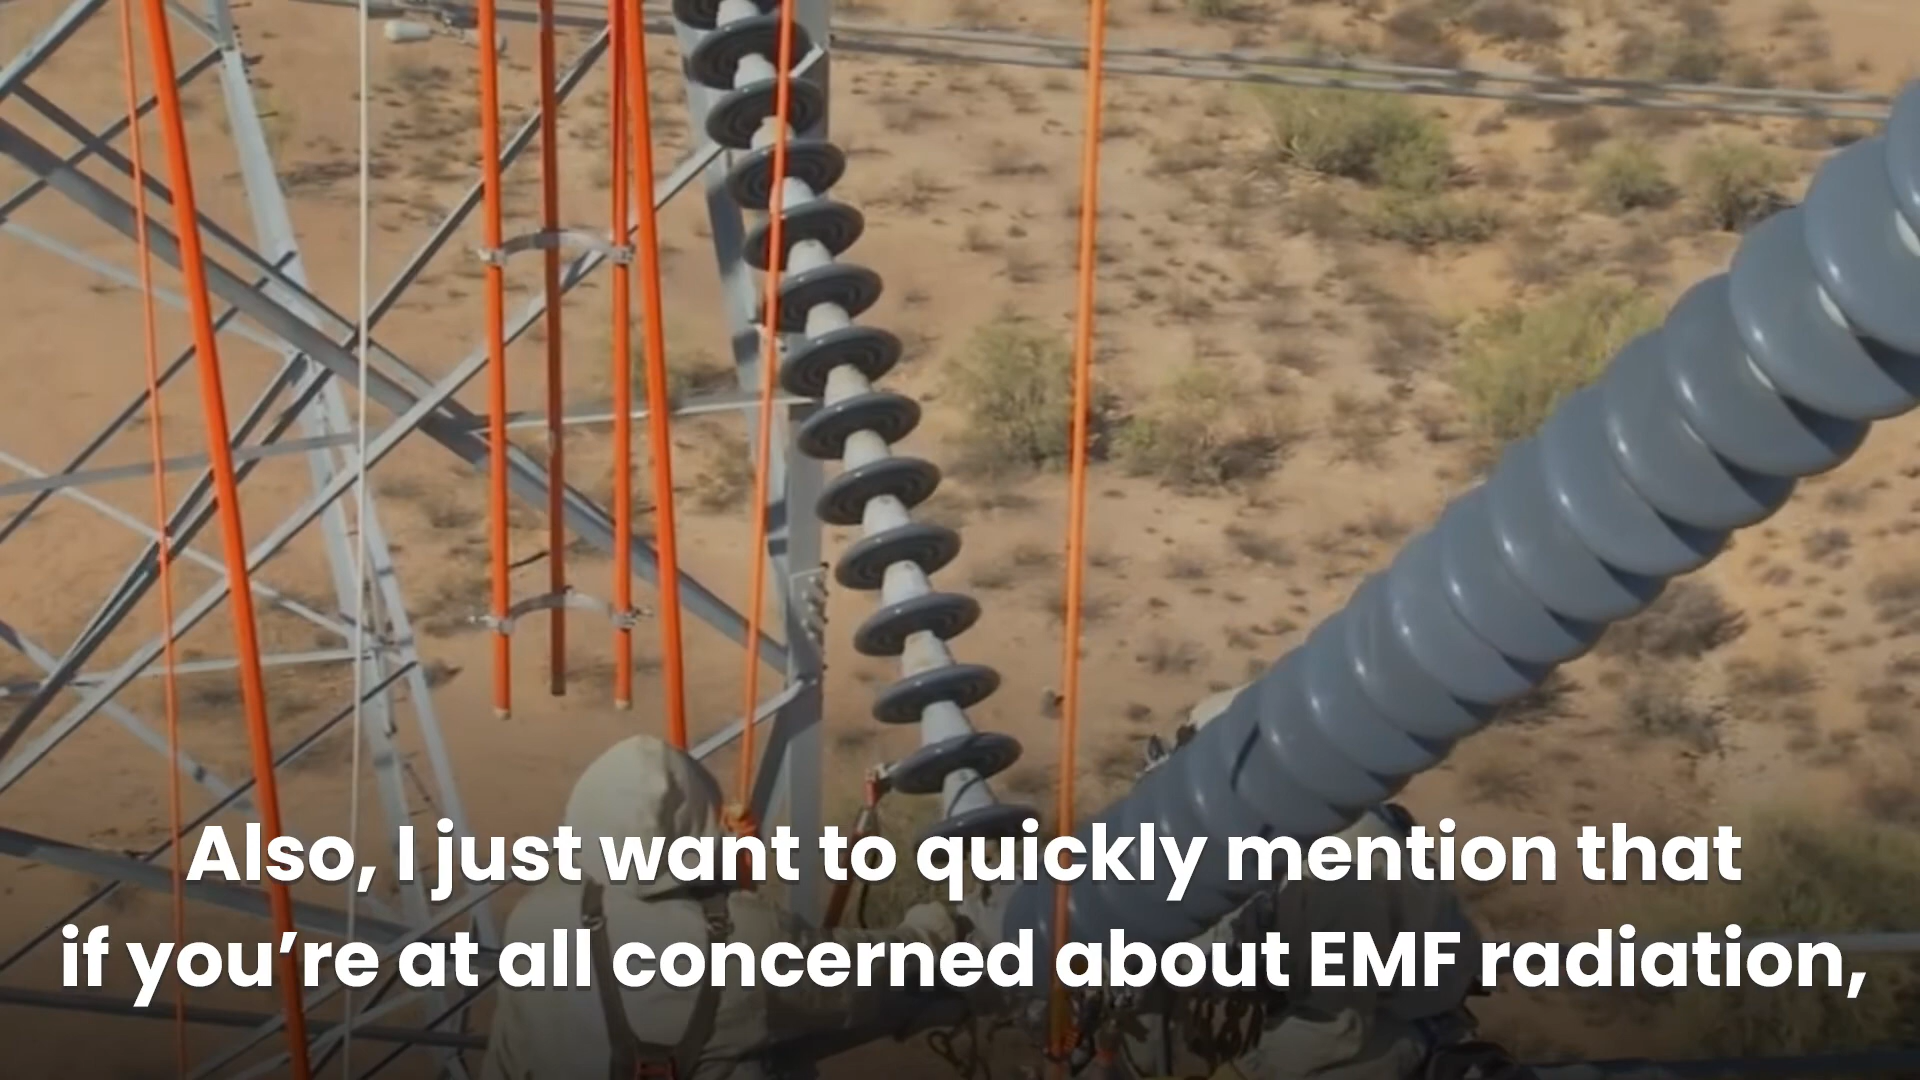 Also, I just want to quickly mention that
if you’re at all concerned about EMF radiation,